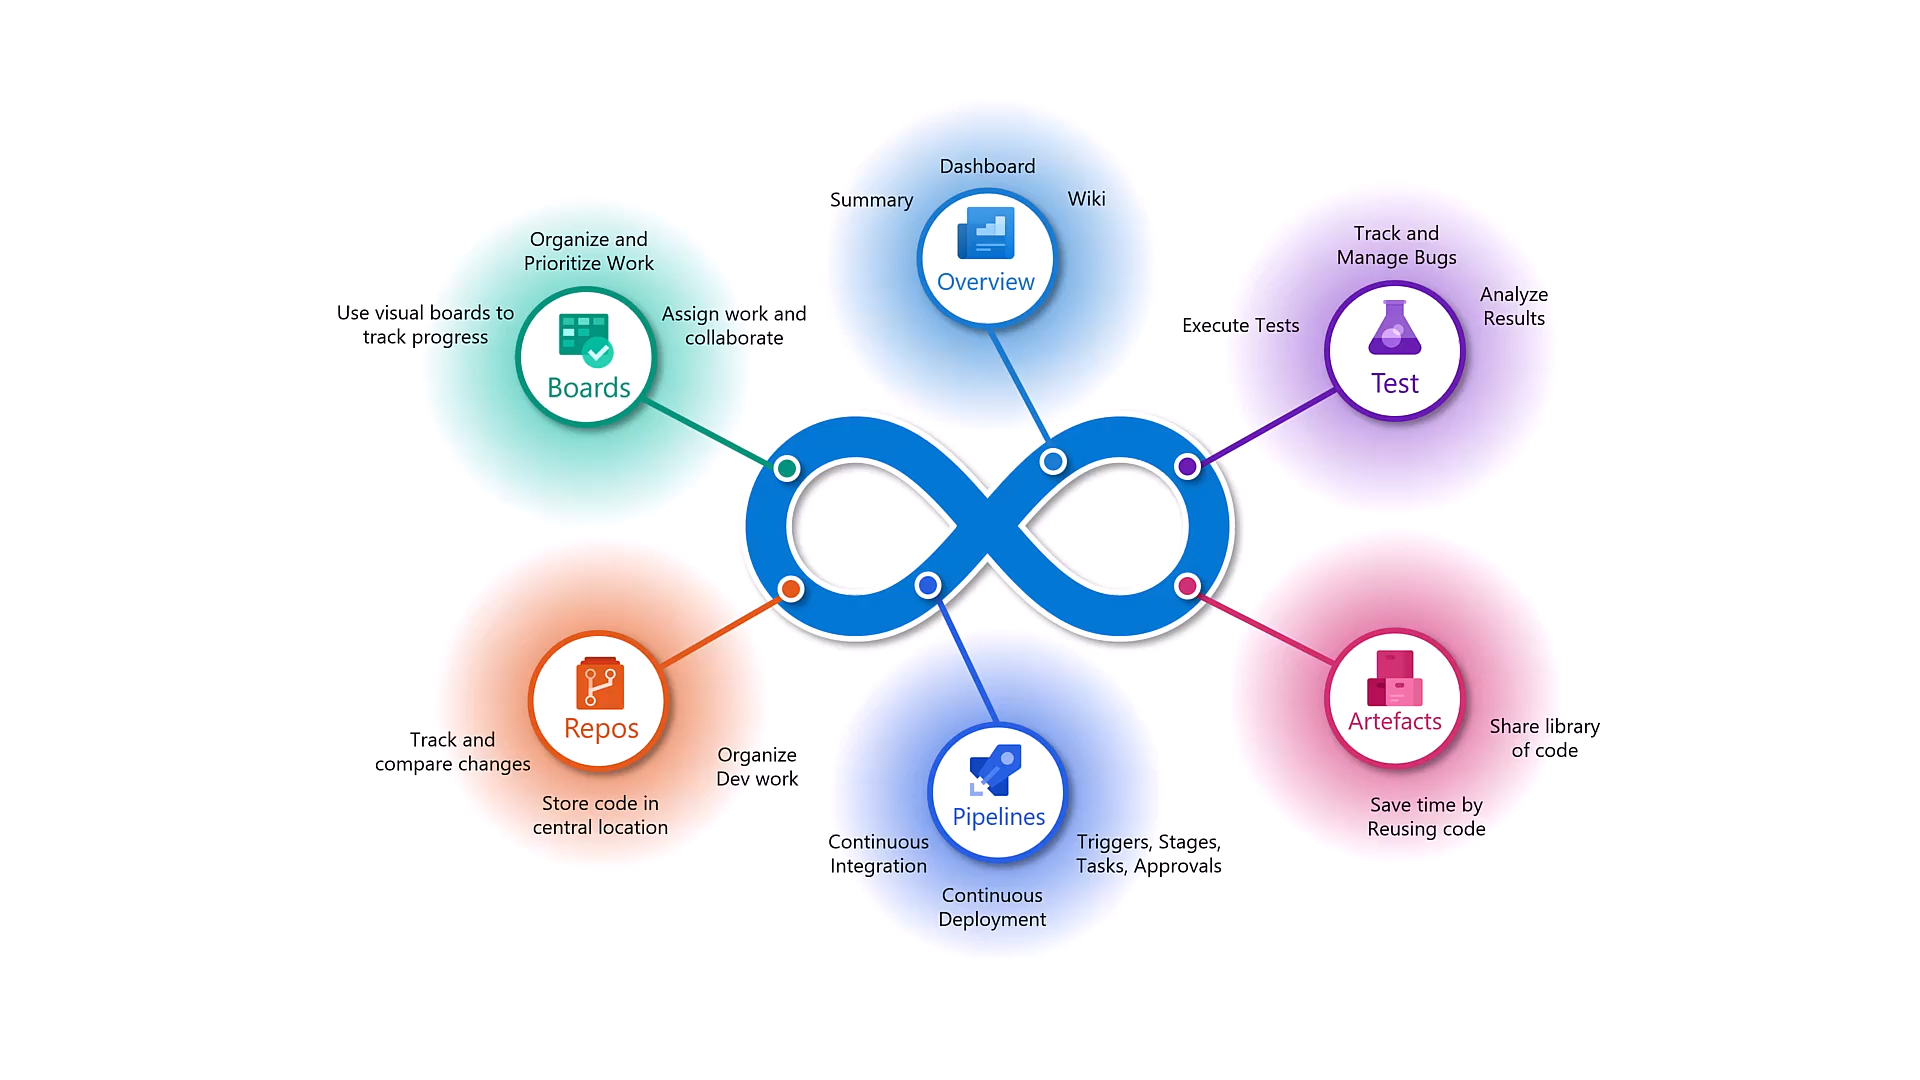 Dashboard
Summary
Wiki
Overview
Organize and
Prioritize Work
Use visual boards to
track progress
Assign work and
collaborate
Boards
Track and
Manage Bugs
Execute Tests
Analyze
Results
Test
Repos
Track and
compare changes
Store code in
central location
Organize
Dev work
Pipelines
Continuous
Integration
Continuous
Deployment
Triggers, Stages,
Tasks, Approvals
Artefacts
Share library
of code
Save time by
Reusing code